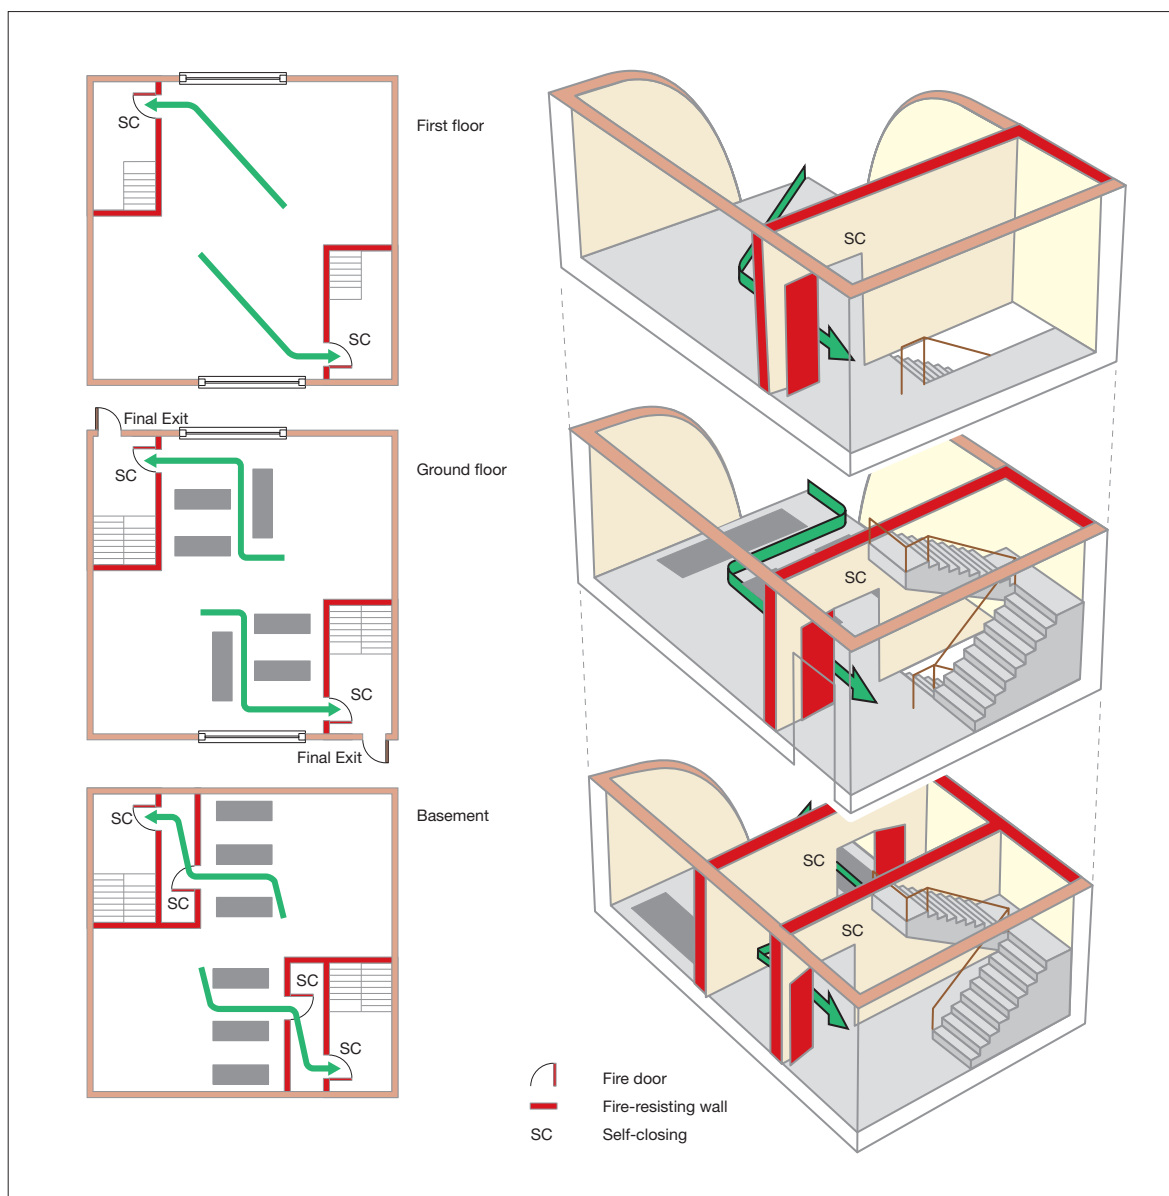 SC
First floor
SC
SC
Final Exit
SC
Ground floor
SC
SC
Final Exit
SC
Basement
SC
SC
SC
SC
SC
SC
Fire door
Fire-resisting wall
SC Self-closing